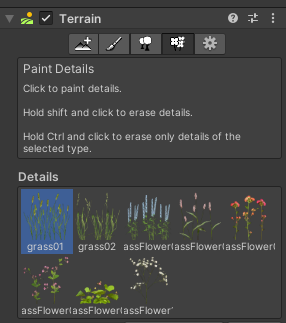 Terrain
Paint Details
Click to paint details.
Hold shift and click to erase details.
Hold Ctrl and click to erase only details of the
selected type.
Details
grass01 grass02 assFlower assFlower assFlower
assFlower assFlower assFlower